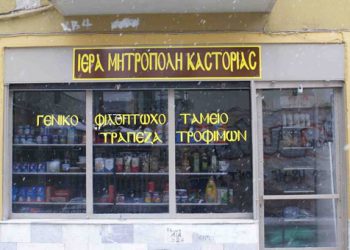 ΙΕΡΑ ΜΗΤΡΟΠΟΛΗ ΚΑΣΤΟΡΙΑΣ
ΓΕΝΙΚΟ ΦΙΛΟΠΤΩΧΟ ΤΑΜΕΙΟ
ΤΡΑΠΕΖΑ ΤΡΟΦΙΜΩΝ